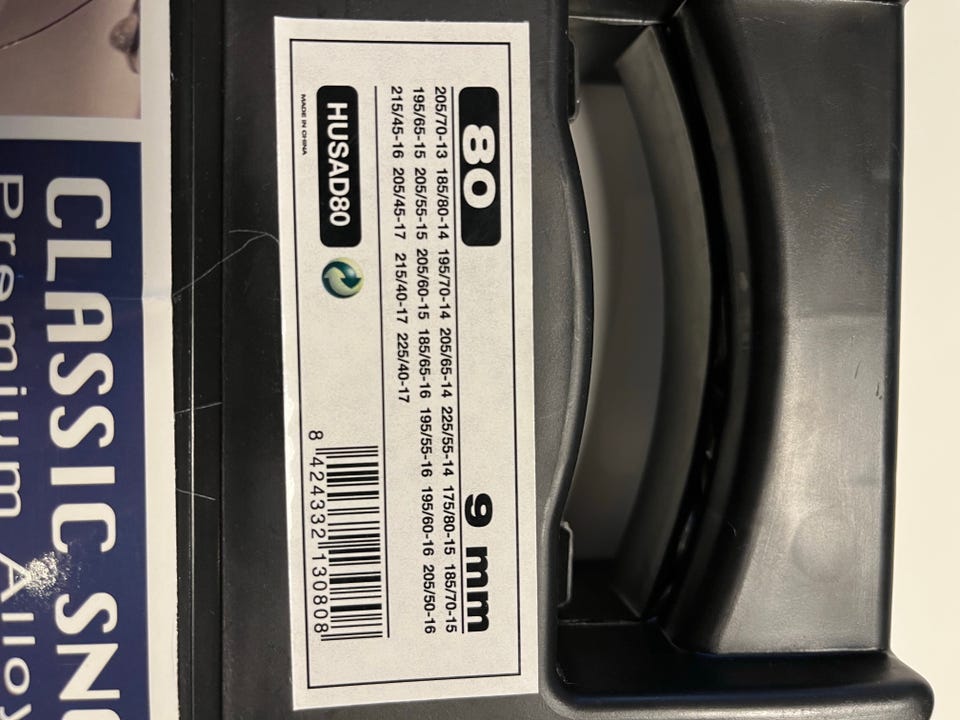 80 9 mm
205/70-13 185/80-14 195/70-14 205/65-14 225/55-14 175/80-15 185/70-15
195/65-15 205/55-15 205/60-15 185/65-16 195/55-16 195/60-16 205/50-16
215/45-16 205/45-17 215/40-17 225/40-17
HUSAD80
MADE IN CHINA
8 424332 130808
CLASSIC SNO
Premium Alloy